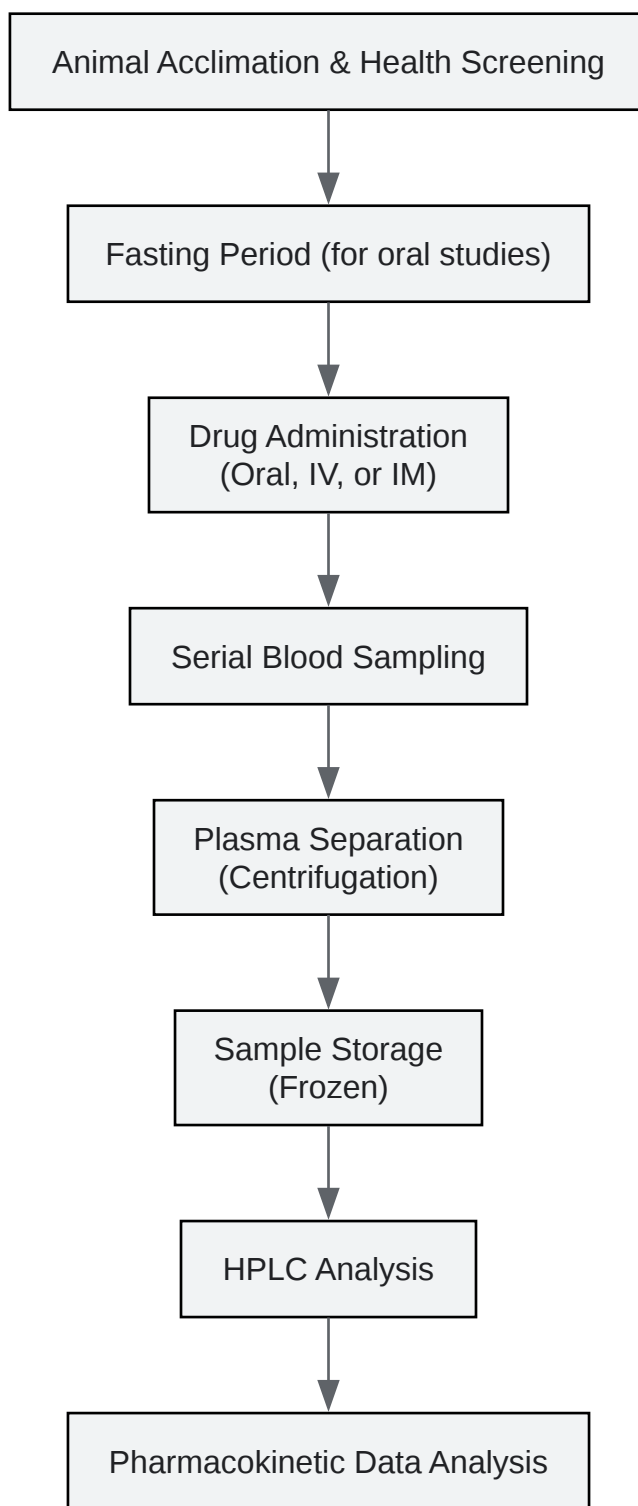 Animal Acclimation & Health Screening
Fasting Period (for oral studies)
Drug Administration
(Oral, IV, or IM)
Serial Blood Sampling
Plasma Separation
(Centrifugation)
Sample Storage
(Frozen)
HPLC Analysis
Pharmacokinetic Data Analysis